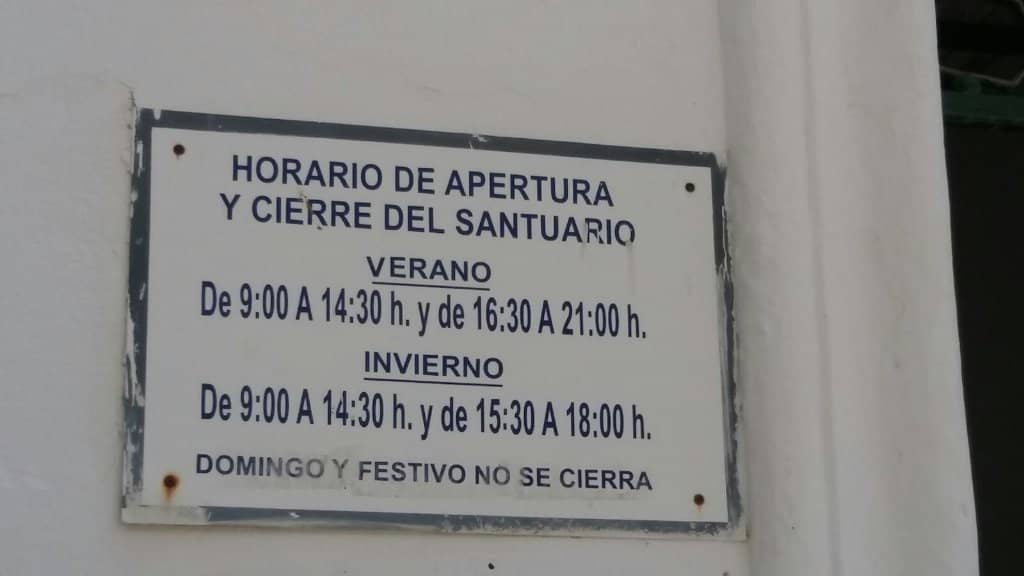 HORARIO DE APERTURA
Y CIERRE DEL SANTUARIO
VERANO
De 9:00 A 14:30 h. y de 16:30 A 21:00 h.
INVIERNO
De 9:00 A 14:30 h. y de 15:30 A 18:00 h.
DOMINGO Y FESTIVO NO SE CIERRA